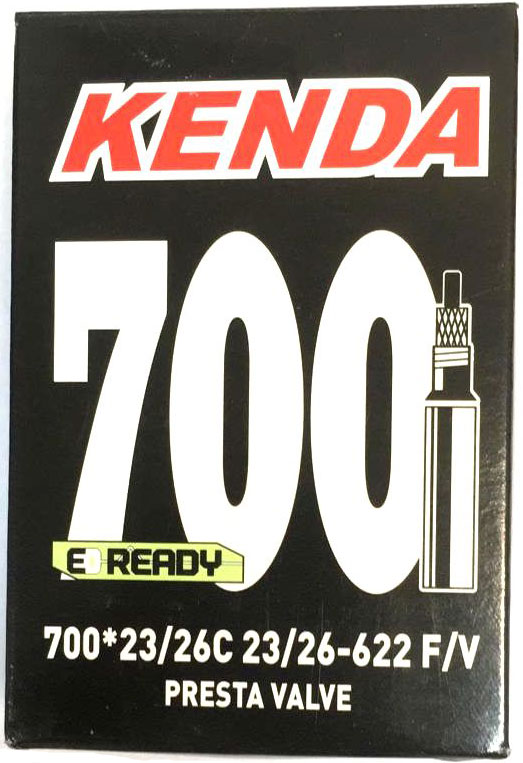 KENDA
700
E READY
700*23/26C 23/26-622 F/V
PRESTA VALVE